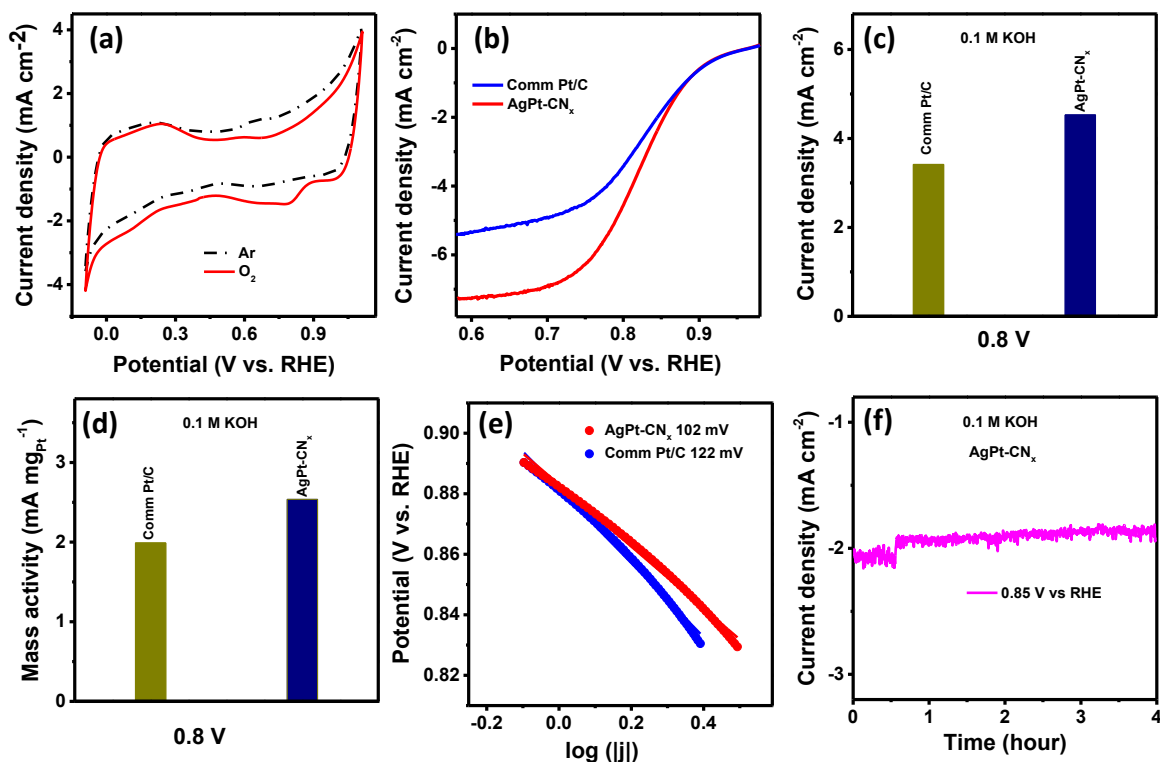 (a)
Current density (mA cm⁻²)
4
2
0
-2
-4
Ar
O₂
0.0 0.3 0.6 0.9
Potential (V vs. RHE)
(b)
Current density (mA cm⁻²)
0
-2
-4
-6
Comm Pt/C
AgPt-CNₓ
0.6 0.7 0.8 0.9
Potential (V vs. RHE)
(c)
0.1 M KOH
Current density (mA cm⁻²)
6
4
2
0
Comm Pt/C
AgPt-CNₓ
0.8 V
(d)
0.1 M KOH
Mass activity (mA mg_Pt⁻¹)
3
2
1
0
Comm Pt/C
AgPt-CNₓ
0.8 V
(e)
Potential (V vs. RHE)
0.90
0.88
0.86
0.84
0.82
AgPt-CNₓ 102 mV
Comm Pt/C 122 mV
-0.2 0.0 0.2 0.4 0.6
log (|j|)
(f)
0.1 M KOH
AgPt-CNₓ
Current density (mA cm⁻²)
-1
-2
-3
0.85 V vs RHE
0 1 2 3 4
Time (hour)